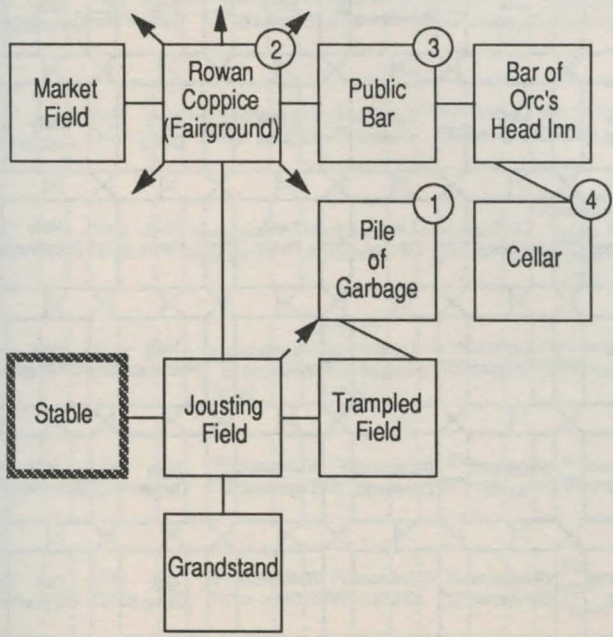 Market
Field
Rowan
Coppice
(Fairground)
2
Public
Bar
3
Bar of
Orc's
Head Inn
Pile
of
Garbage
1
Cellar
4
Stable
Jousting
Field
Trampled
Field
Grandstand